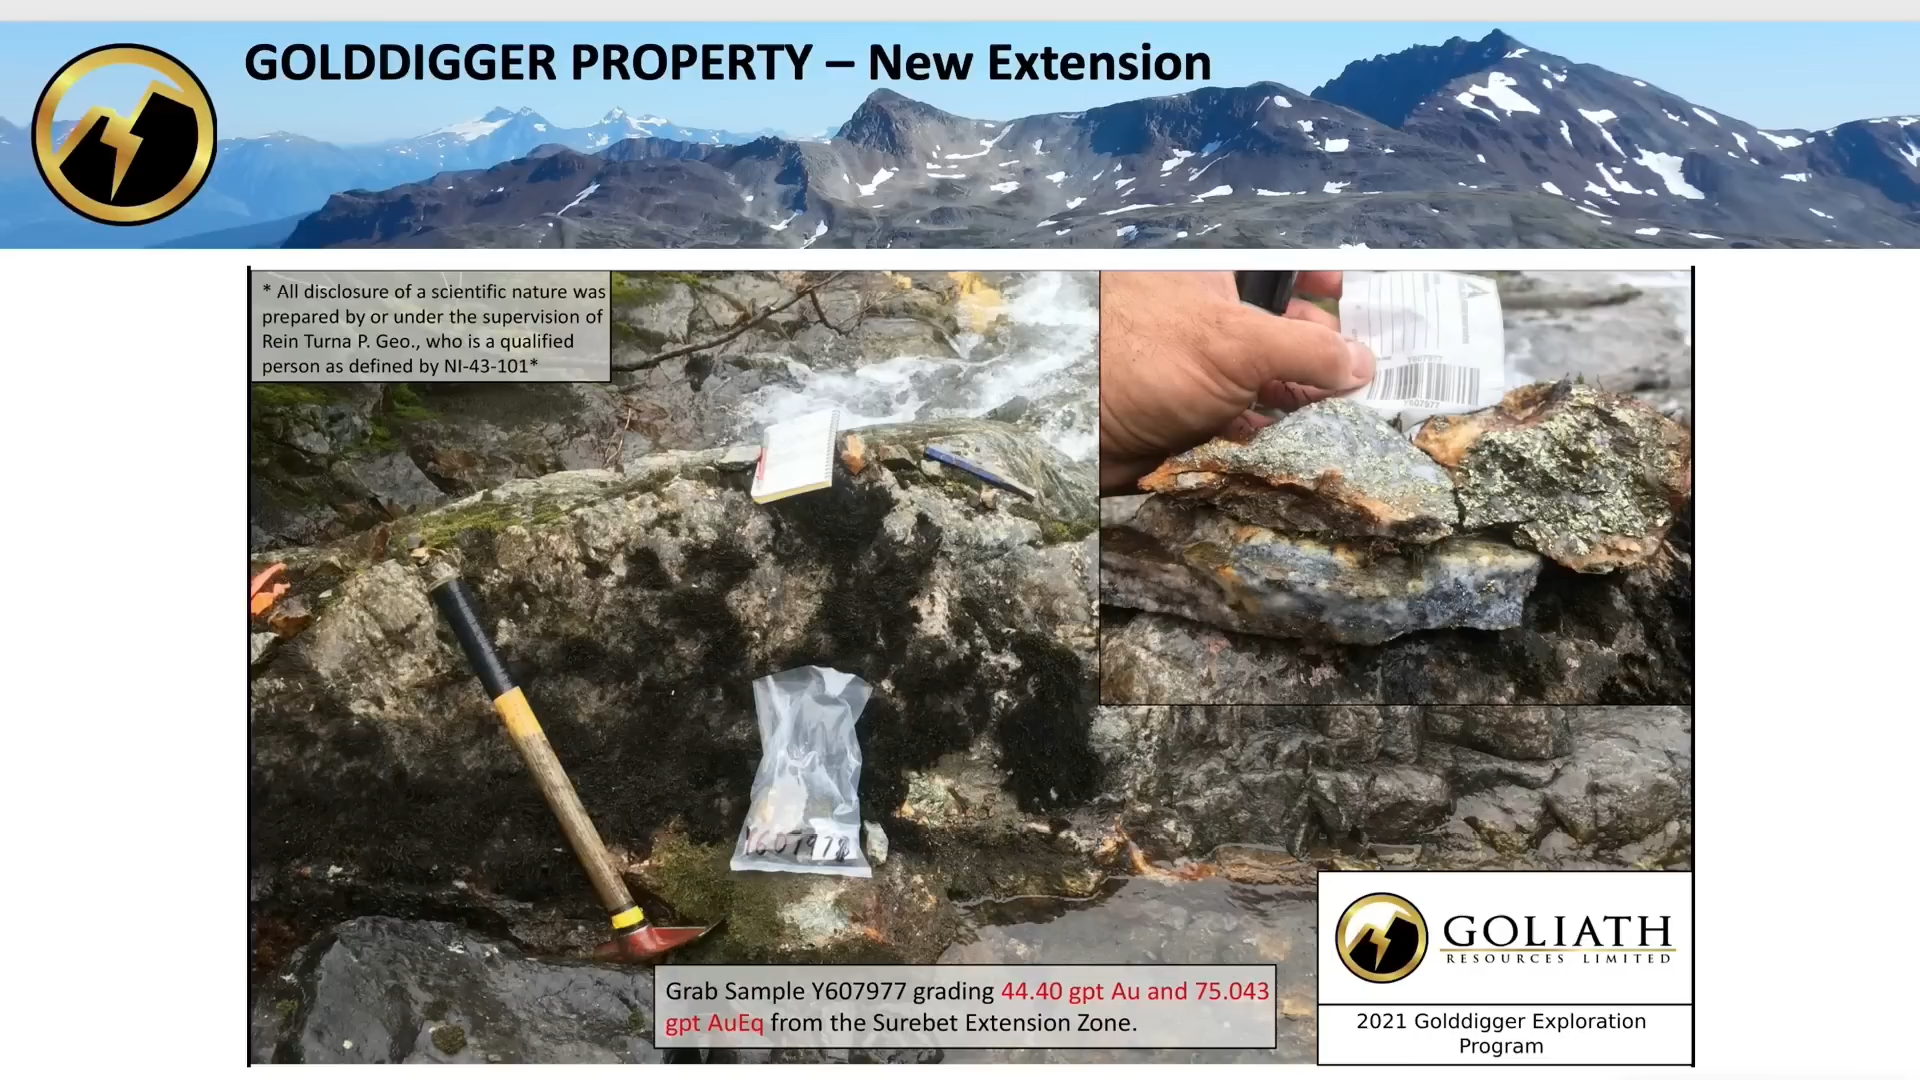 GOLDDIGGER PROPERTY – New Extension
* All disclosure of a scientific nature was
prepared by or under the supervision of
Rein Turna P. Geo., who is a qualified
person as defined by NI-43-101*
Y607977
Y607977
Grab Sample Y607977 grading 44.40 gpt Au and 75.043
gpt AuEq from the Surebet Extension Zone.
GOLIATH
RESOURCES LIMITED
2021 Golddigger Exploration
Program